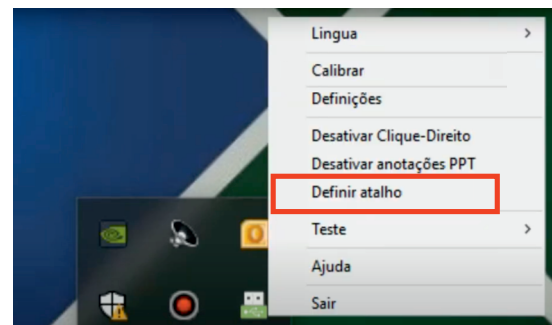 Lingua
Calibrar
Definições
Desativar Clique-Direito
Desativar anotações PPT
Definir atalho
Teste
Ajuda
Sair